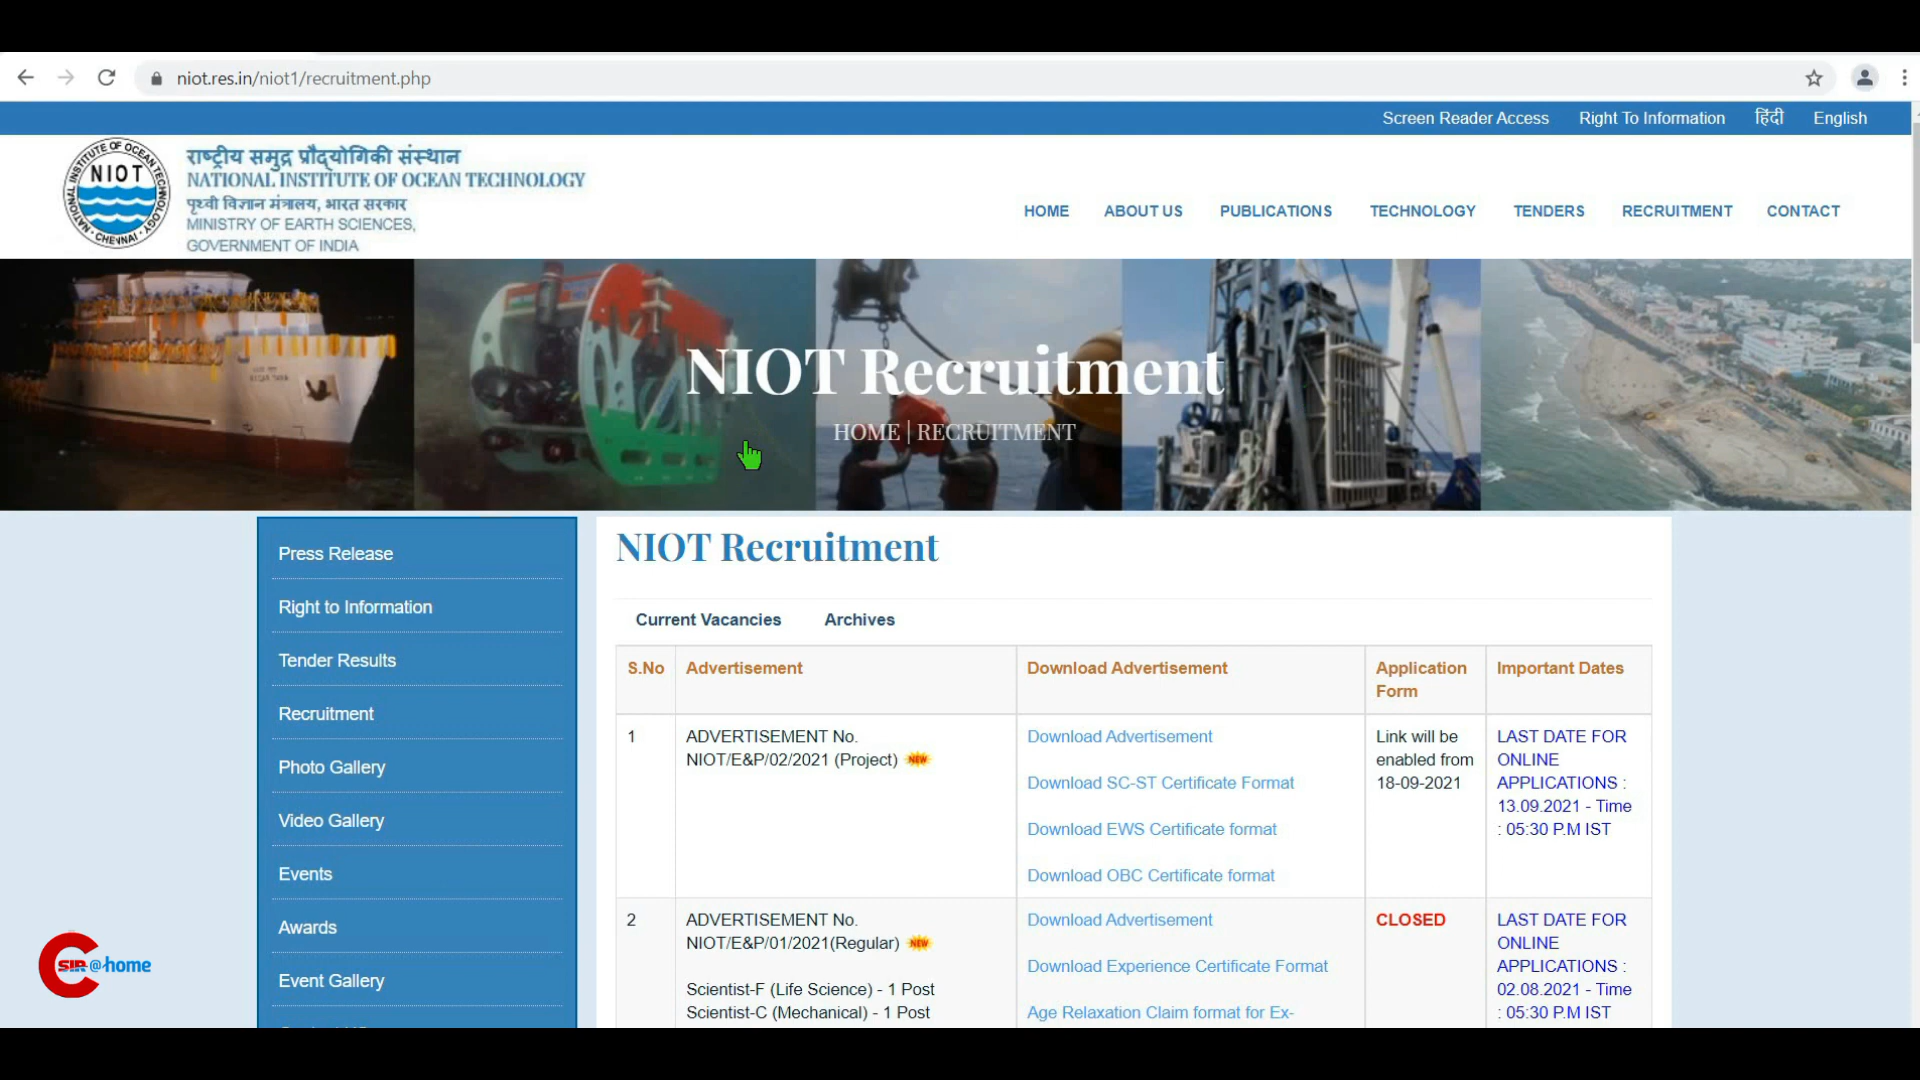 niot.res.in/niot1/recruitment.php
Screen Reader Access Right To Information हिंदी English
NATIONAL INSTITUTE OF OCEAN TECHNOLOGY
NIOT
CHENNAI
राष्ट्रीय समुद्र प्रौद्योगिकी संस्थान
NATIONAL INSTITUTE OF OCEAN TECHNOLOGY
पृथ्वी विज्ञान मंत्रालय, भारत सरकार
MINISTRY OF EARTH SCIENCES,
GOVERNMENT OF INDIA
HOME ABOUT US PUBLICATIONS TECHNOLOGY TENDERS RECRUITMENT CONTACT
NIOT Recruitment
HOME | RECRUITMENT
Press Release
Right to Information
Tender Results
Recruitment
Photo Gallery
Video Gallery
Events
Awards
Event Gallery
NIOT Recruitment
Current Vacancies Archives
S.No Advertisement Download Advertisement Application Form Important Dates
1
ADVERTISEMENT No.
NIOT/E&P/02/2021 (Project) NEW
Download Advertisement
Download SC-ST Certificate Format
Download EWS Certificate format
Download OBC Certificate format
Link will be
enabled from
18-09-2021
LAST DATE FOR
ONLINE
APPLICATIONS :
13.09.2021 - Time
: 05:30 P.M IST
2
ADVERTISEMENT No.
NIOT/E&P/01/2021(Regular) NEW
Scientist-F (Life Science) - 1 Post
Scientist-C (Mechanical) - 1 Post
Download Advertisement
Download Experience Certificate Format
Age Relaxation Claim format for Ex-
CLOSED
LAST DATE FOR
ONLINE
APPLICATIONS :
02.08.2021 - Time
: 05:30 P.M IST
CSIR@home